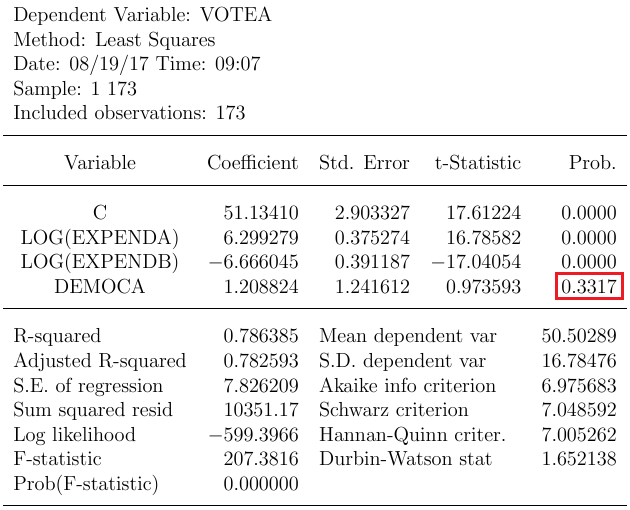 Dependent Variable: VOTEA
Method: Least Squares
Date: 08/19/17 Time: 09:07
Sample: 1 173
Included observations: 173
Variable Coefficient Std. Error t-Statistic Prob.
C 51.13410 2.903327 17.61224 0.0000
LOG(EXPENDA) 6.299279 0.375274 16.78582 0.0000
LOG(EXPENDB) −6.666045 0.391187 −17.04054 0.0000
DEMOCA 1.208824 1.241612 0.973593 0.3317
R-squared 0.786385 Mean dependent var 50.50289
Adjusted R-squared 0.782593 S.D. dependent var 16.78476
S.E. of regression 7.826209 Akaike info criterion 6.975683
Sum squared resid 10351.17 Schwarz criterion 7.048592
Log likelihood −599.3966 Hannan-Quinn criter. 7.005262
F-statistic 207.3816 Durbin-Watson stat 1.652138
Prob(F-statistic) 0.000000